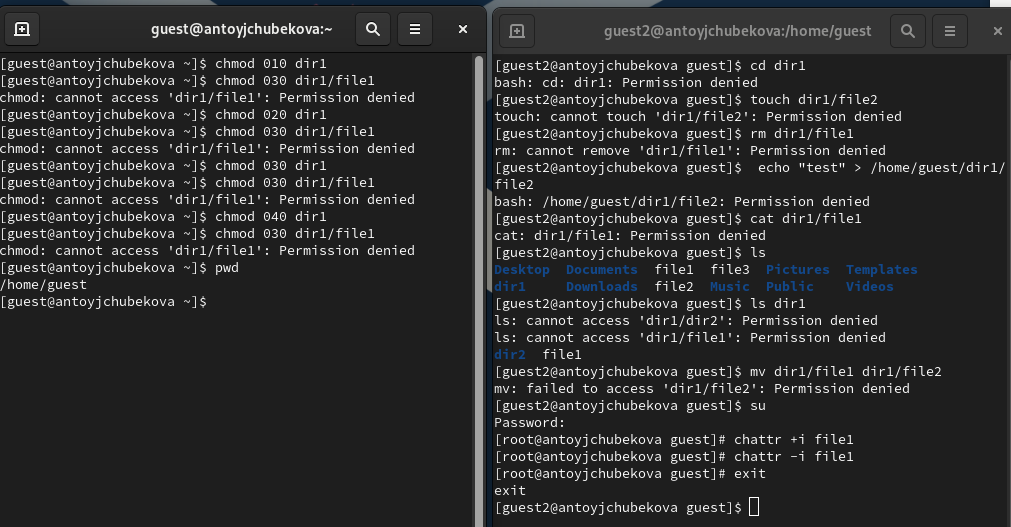 guest@antoyjchubekova:~
[guest@antoyjchubekova ~]$ chmod 010 dir1
[guest@antoyjchubekova ~]$ chmod 030 dir1/file1
chmod: cannot access 'dir1/file1': Permission denied
[guest@antoyjchubekova ~]$ chmod 020 dir1
[guest@antoyjchubekova ~]$ chmod 030 dir1/file1
chmod: cannot access 'dir1/file1': Permission denied
[guest@antoyjchubekova ~]$ chmod 030 dir1
[guest@antoyjchubekova ~]$ chmod 030 dir1/file1
chmod: cannot access 'dir1/file1': Permission denied
[guest@antoyjchubekova ~]$ chmod 040 dir1
[guest@antoyjchubekova ~]$ chmod 030 dir1/file1
chmod: cannot access 'dir1/file1': Permission denied
[guest@antoyjchubekova ~]$ pwd
/home/guest
[guest@antoyjchubekova ~]$
guest2@antoyjchubekova:/home/guest
[guest2@antoyjchubekova guest]$ cd dir1
bash: cd: dir1: Permission denied
[guest2@antoyjchubekova guest]$ touch dir1/file2
touch: cannot touch 'dir1/file2': Permission denied
[guest2@antoyjchubekova guest]$ rm dir1/file1
rm: cannot remove 'dir1/file1': Permission denied
[guest2@antoyjchubekova guest]$  echo "test" > /home/guest/dir1/
file2
bash: /home/guest/dir1/file2: Permission denied
[guest2@antoyjchubekova guest]$ cat dir1/file1
cat: dir1/file1: Permission denied
[guest2@antoyjchubekova guest]$ ls
Desktop  Documents  file1  file3  Pictures  Templates
dir1     Downloads  file2  Music  Public    Videos
[guest2@antoyjchubekova guest]$ ls dir1
ls: cannot access 'dir1/dir2': Permission denied
ls: cannot access 'dir1/file1': Permission denied
dir2  file1
[guest2@antoyjchubekova guest]$ mv dir1/file1 dir1/file2
mv: failed to access 'dir1/file2': Permission denied
[guest2@antoyjchubekova guest]$ su
Password:
[root@antoyjchubekova guest]# chattr +i file1
[root@antoyjchubekova guest]# chattr -i file1
[root@antoyjchubekova guest]# exit
exit
[guest2@antoyjchubekova guest]$